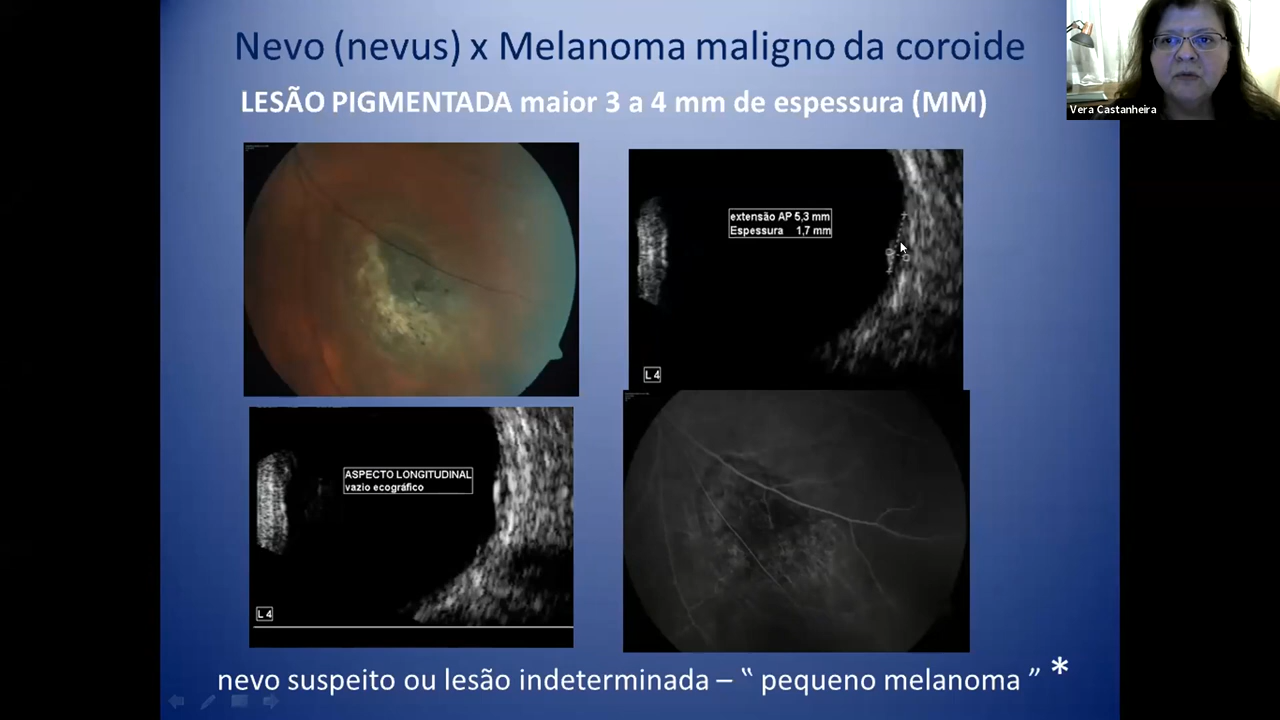 Nevo (nevus) x Melanoma maligno da coroide
LESÃO PIGMENTADA maior 3 a 4 mm de espessura (MM)
Vera Castanheira
extensão AP 5,3 mm
Espessura 1,7 mm
L 4
ASPECTO LONGITUDINAL
vazio ecográfico
L 4
nevo suspeito ou lesão indeterminada – “ pequeno melanoma ” *